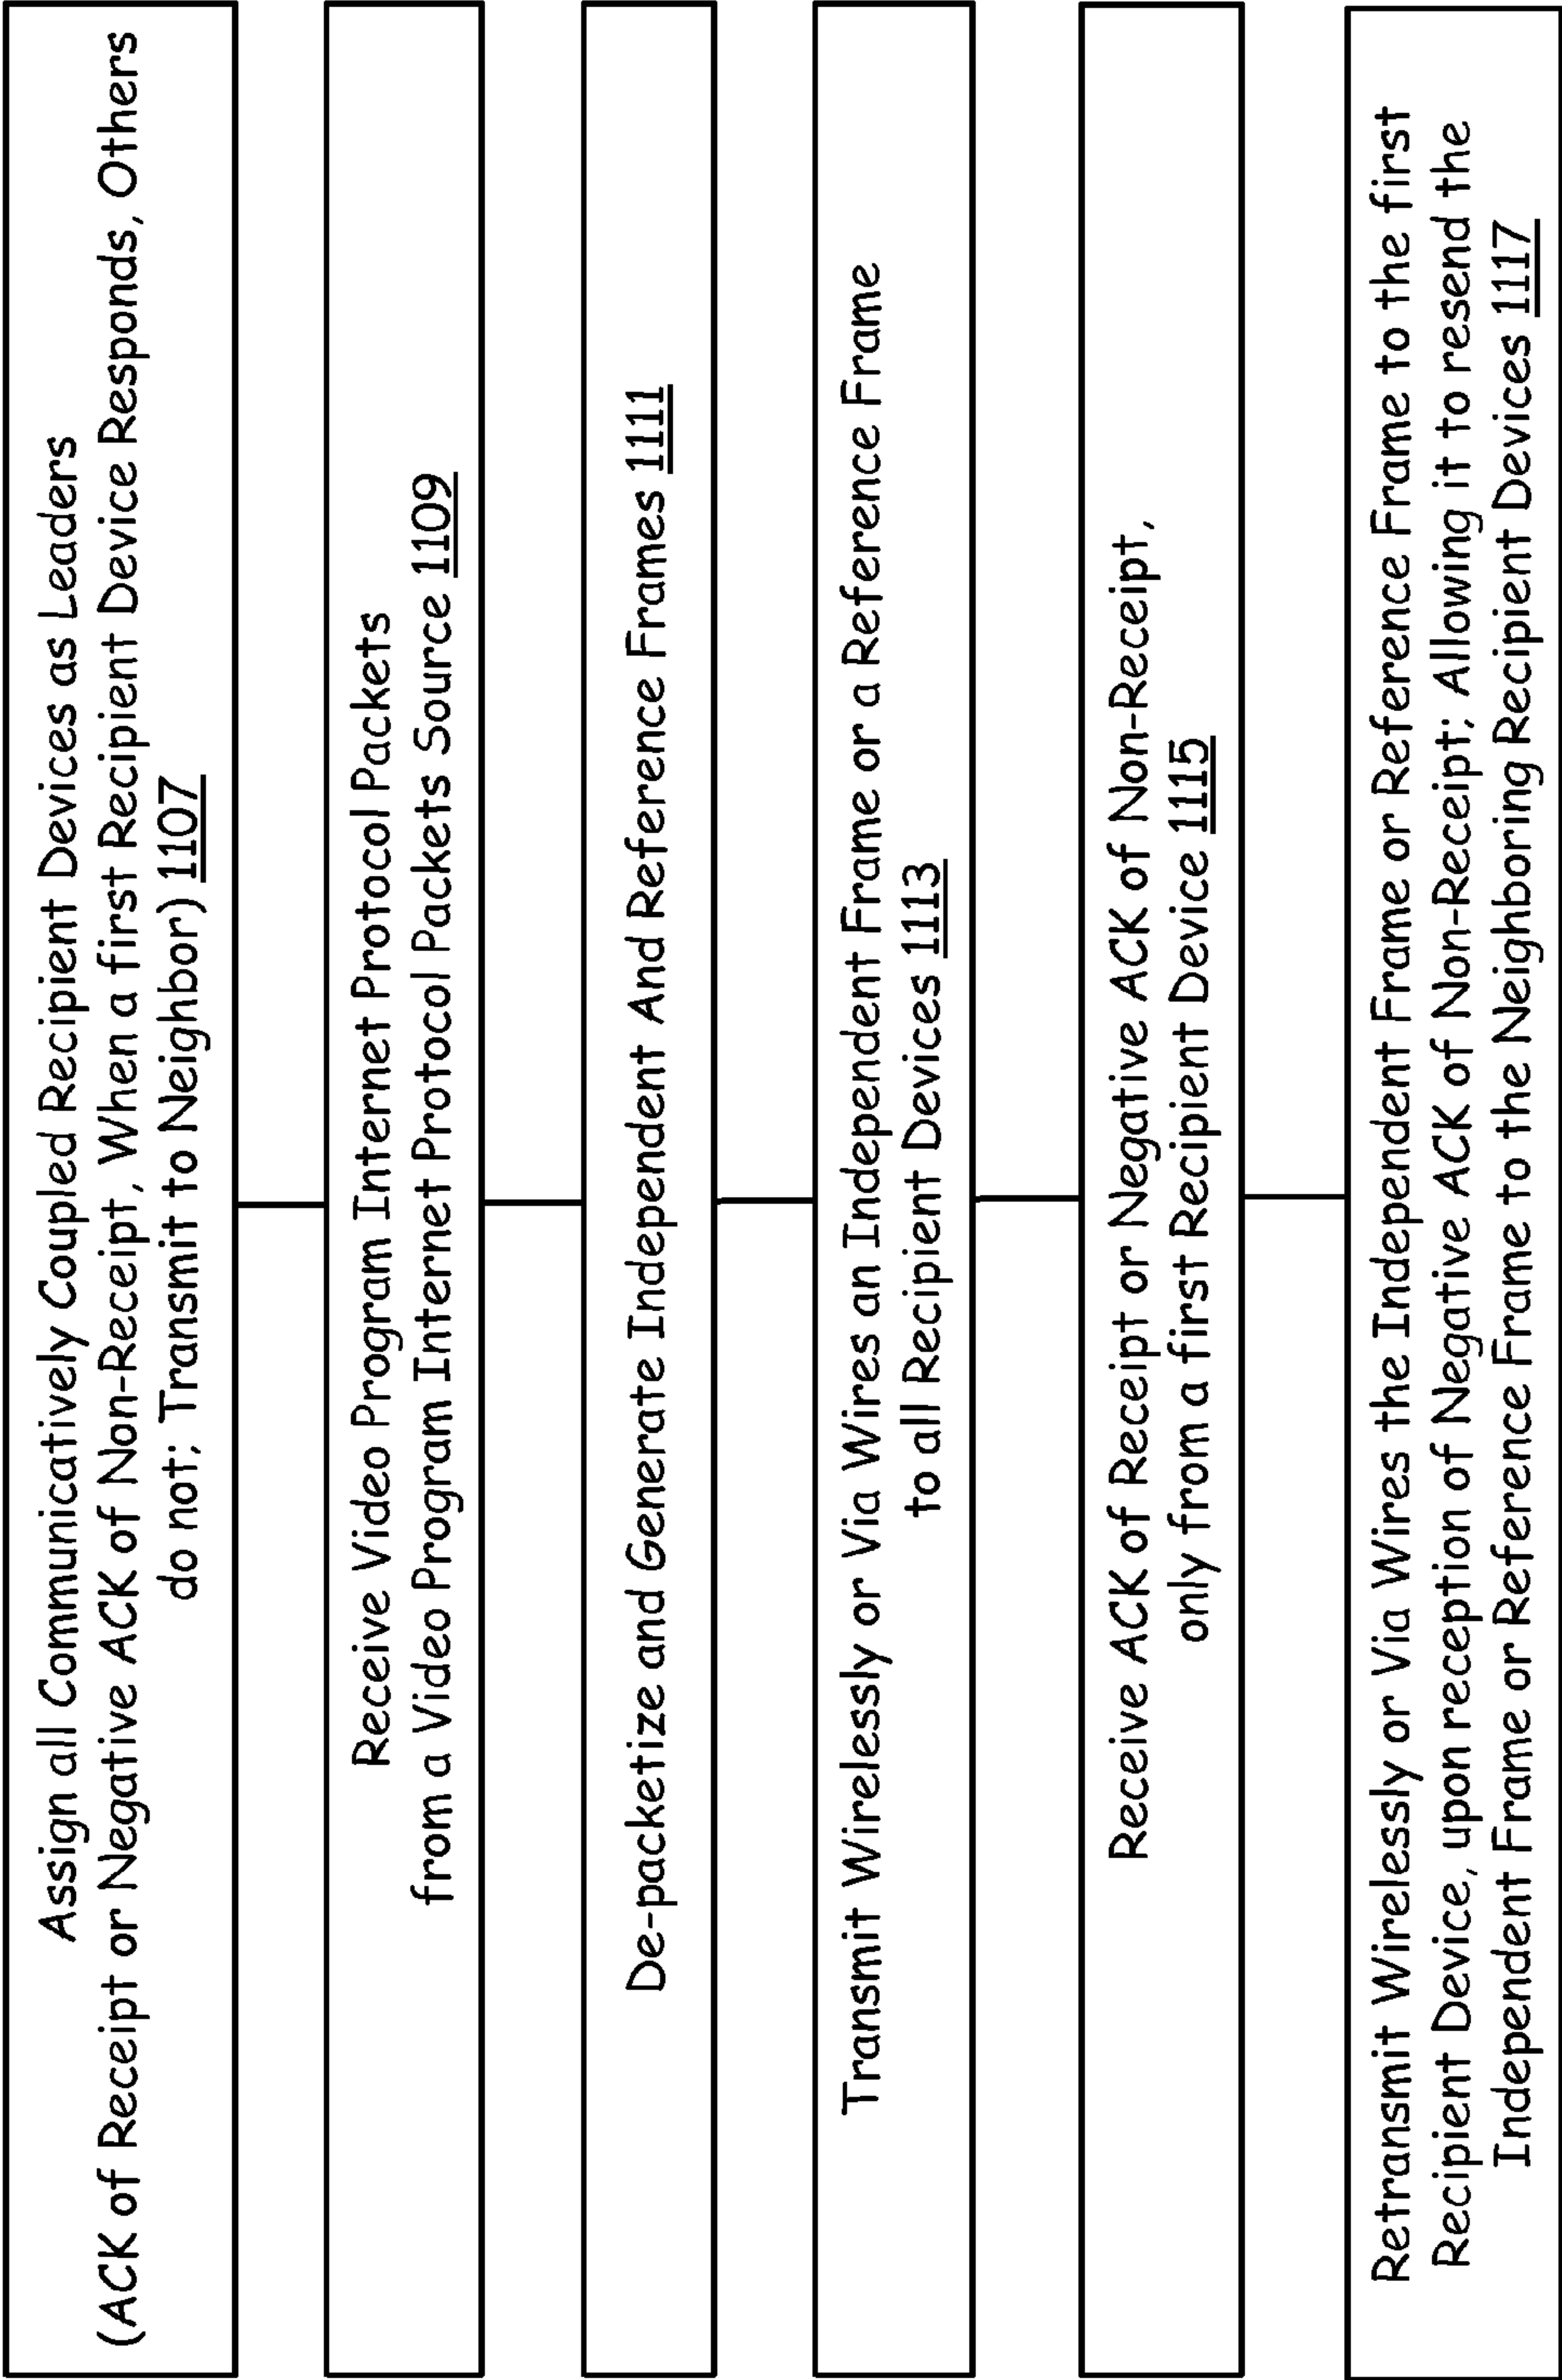 Assign all Communicatively Coupled Recipient Devices as Leaders
(ACK of Receipt or Negative ACK of Non-Receipt, When a first Recipient Device Responds, Others
do not; Transmit to Neighbor) 1107
Receive Video Program Internet Protocol Packets
from a Video Program Internet Protocol Packets Source 1109
De-packetize and Generate Independent And Reference Frames 1111
Transmit Wirelessly or Via Wires an Independent Frame or a Reference Frame
to all Recipient Devices 1113
Receive ACK of Receipt or Negative ACK of Non-Receipt,
only from a first Recipient Device 1115
Retransmit Wirelessly or Via Wires the Independent Frame or Reference Frame to the first
Recipient Device, upon reception of Negative ACK of Non-Receipt; Allowing it to resend the
Independent Frame or Reference Frame to the Neighboring Recipient Devices 1117